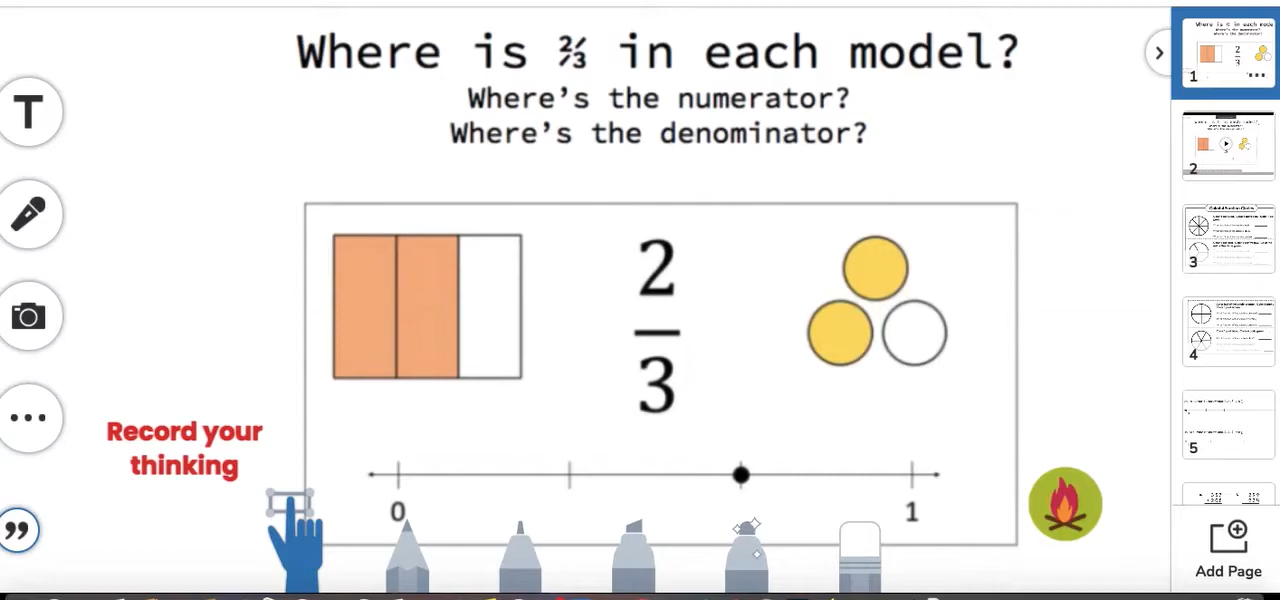 Where is ⅔ in each model?
Where's the numerator?
Where's the denominator?
T
2
3
Record your
thinking
0
1
1
2
3
4
5
Add Page